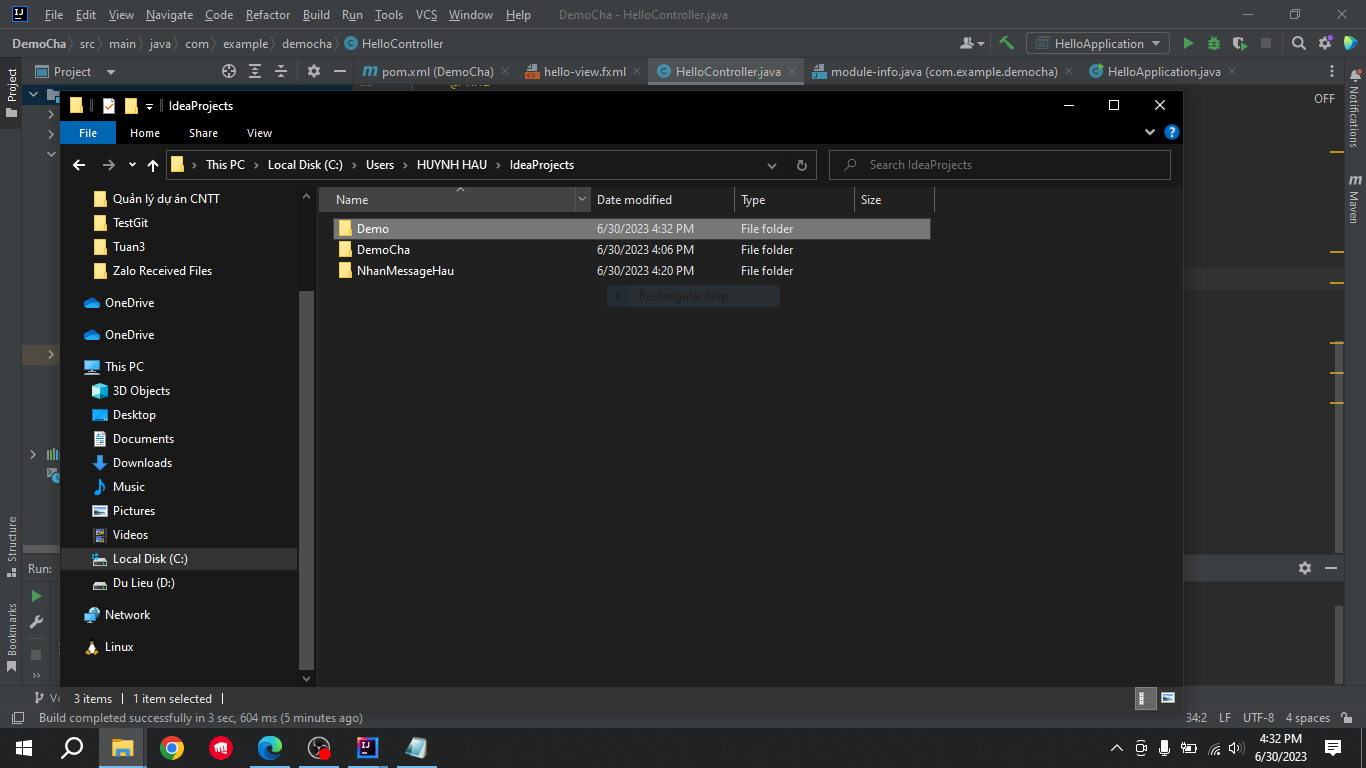 File Edit View Navigate Code Refactor Build Run Tools VCS Window Help DemoCha - HelloController.java
DemoCha src main java com example democha HelloController
HelloApplication
Project
pom.xml (DemoCha) hello-view.fxml HelloController.java module-info.java (com.example.democha) HelloApplication.java
Project
Notifications
Maven
OFF
IdeaProjects
File Home Share View
This PC Local Disk (C:) Users HUYNH HAU IdeaProjects
Search IdeaProjects
Quản lý dự án CNTT
TestGit
Tuan3
Zalo Received Files
OneDrive
OneDrive
This PC
3D Objects
Desktop
Documents
Downloads
Music
Pictures
Videos
Local Disk (C:)
Du Lieu (D:)
Network
Linux
Name Date modified Type Size
Demo 6/30/2023 4:32 PM File folder
DemoCha 6/30/2023 4:06 PM File folder
NhanMessageHau 6/30/2023 4:20 PM File folder
Rectangular Snip
3 items 1 item selected
Structure
Bookmarks
Run:
Build completed successfully in 3 sec, 604 ms (5 minutes ago)
34:2 LF UTF-8 4 spaces
4:32 PM
6/30/2023